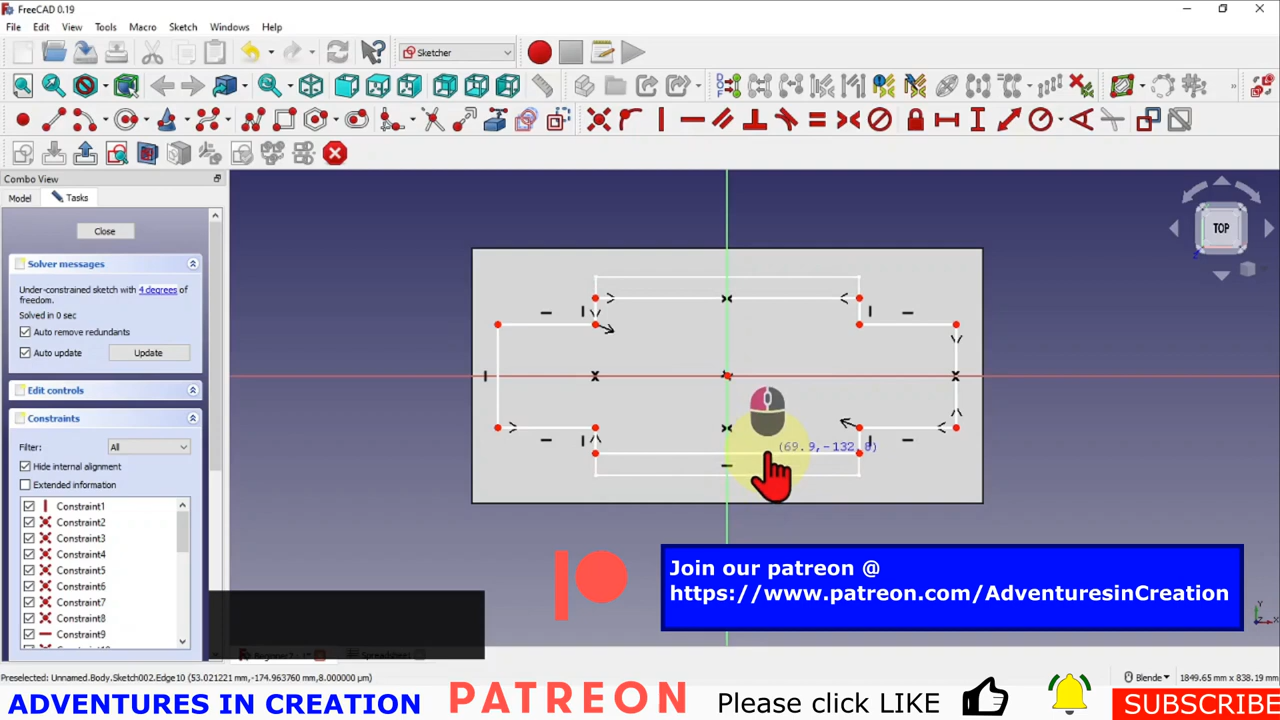 FreeCAD 0.19
File Edit View Tools Macro Sketch Windows Help
Sketcher
Combo View
Model Tasks
Close
Solver messages
Under-constrained sketch with 4 degrees of
freedom.
Solved in 0 sec
Auto remove redundants
Auto update Update
Edit controls
Constraints
Filter: All
Hide internal alignment
Extended information
Constraint1
Constraint2
Constraint3
Constraint4
Constraint5
Constraint6
Constraint7
Constraint8
Constraint9
TOP
Join our patreon @
https://www.patreon.com/AdventuresinCreation
Preselected: Unnamed.Body.Sketch002.Edge10 (53.021221 mm,-174.963760 mm,8.000000 µm)
Blende 1849.65 mm x 838.19 mm
ADVENTURES IN CREATION PATREON Please click LIKE SUBSCRIBE